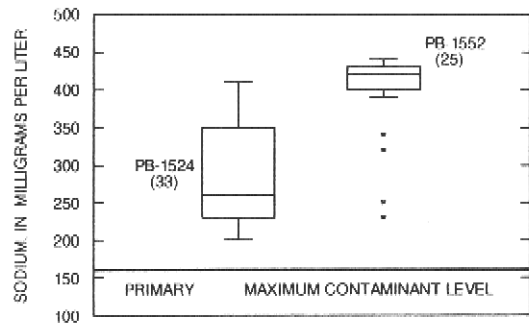 SODIUM, IN MILLIGRAMS PER LITER
500
450
400
350
300
250
200
150
100
PB-1552
(25)
PB-1524
(33)
PRIMARY MAXIMUM CONTAMINANT LEVEL